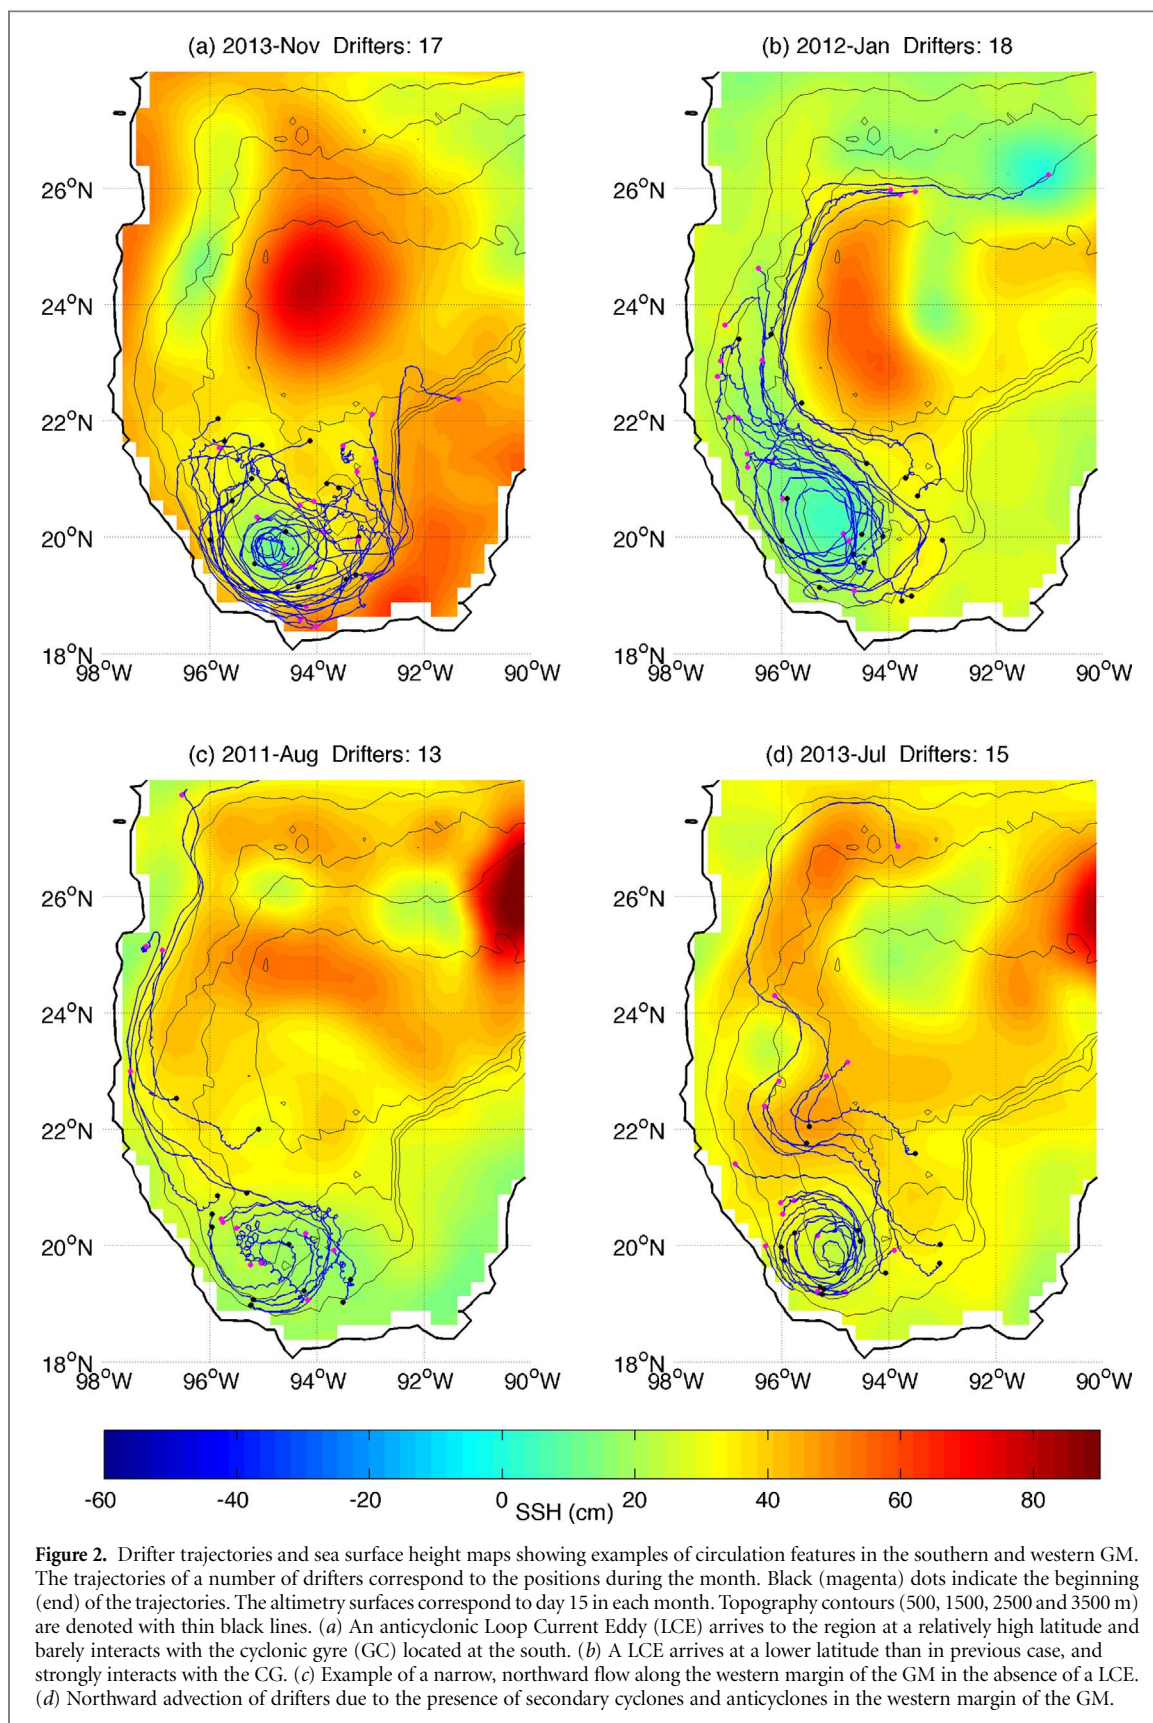 (a) 2013-Nov Drifters: 17
(b) 2012-Jan Drifters: 18
26°N
24°N
22°N
20°N
18°N
98°W 96°W 94°W 92°W 90°W
26°N
24°N
22°N
20°N
18°N
98°W 96°W 94°W 92°W 90°W
(c) 2011-Aug Drifters: 13
(d) 2013-Jul Drifters: 15
26°N
24°N
22°N
20°N
18°N
98°W 96°W 94°W 92°W 90°W
26°N
24°N
22°N
20°N
18°N
98°W 96°W 94°W 92°W 90°W
-60 -40 -20 0 20 40 60 80
SSH (cm)
Figure 2. Drifter trajectories and sea surface height maps showing examples of circulation features in the southern and western GM.
The trajectories of a number of drifters correspond to the positions during the month. Black (magenta) dots indicate the beginning
(end) of the trajectories. The altimetry surfaces correspond to day 15 in each month. Topography contours (500, 1500, 2500 and 3500 m)
are denoted with thin black lines. (a) An anticyclonic Loop Current Eddy (LCE) arrives to the region at a relatively high latitude and
barely interacts with the cyclonic gyre (GC) located at the south. (b) A LCE arrives at a lower latitude than in previous case, and
strongly interacts with the CG. (c) Example of a narrow, northward flow along the western margin of the GM in the absence of a LCE.
(d) Northward advection of drifters due to the presence of secondary cyclones and anticyclones in the western margin of the GM.